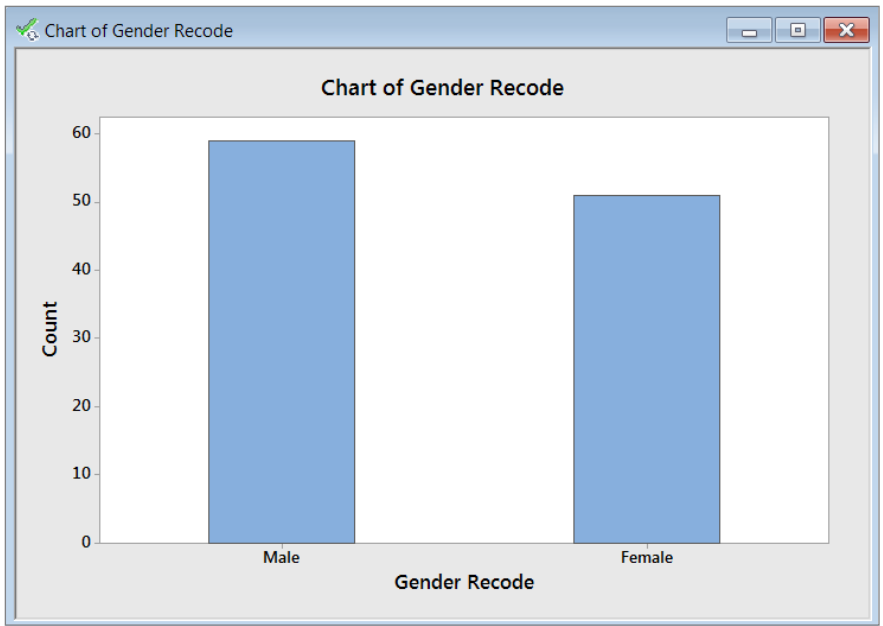 Chart of Gender Recode
Chart of Gender Recode
60
50
40
30
20
10
0
Count
Male Female
Gender Recode